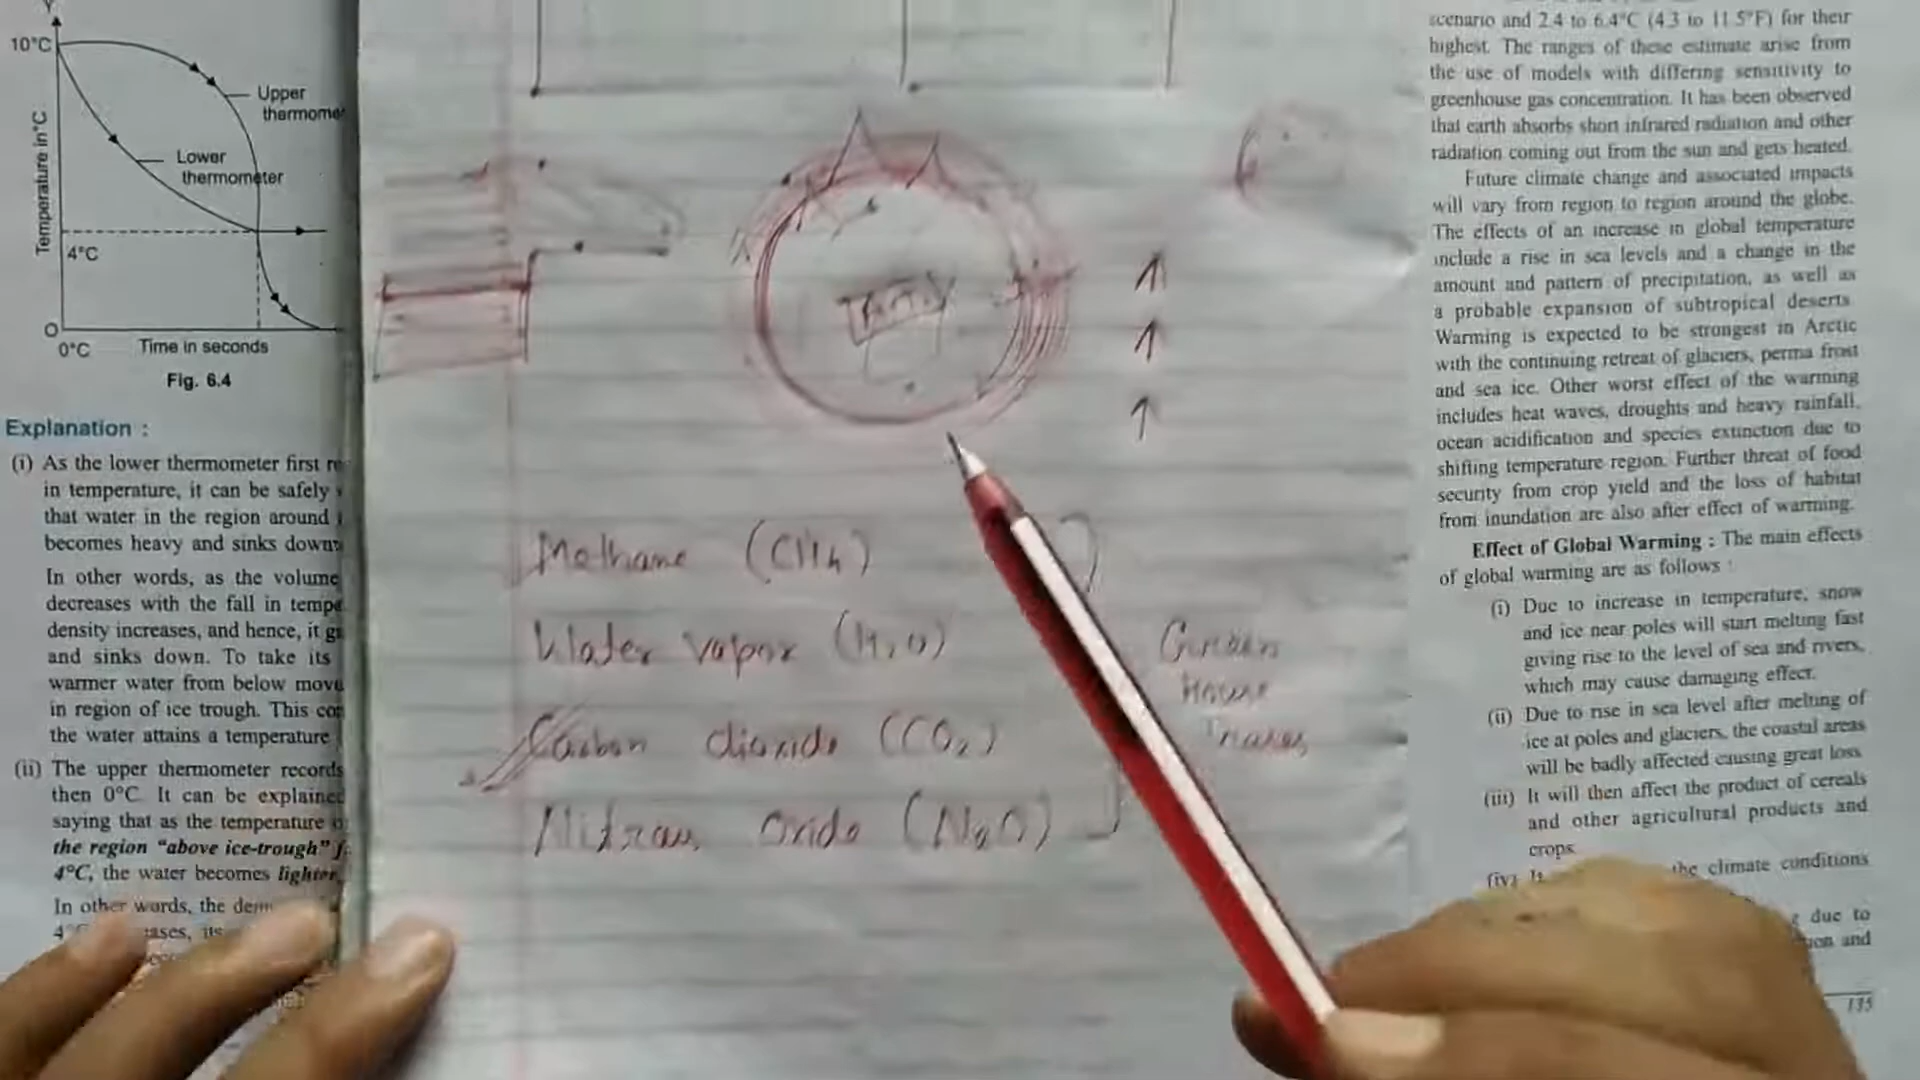 Y
10°C
Upper
thermome
Lower
thermometer
Temperature in°C
4°C
O
0°C
Time in seconds
Fig. 6.4
Explanation :
(i) As the lower thermometer first re
in temperature, it can be safely
that water in the region around
becomes heavy and sinks down
In other words, as the volume
decreases with the fall in tempe
density increases, and hence, it g
and sinks down. To take its
warmer water from below move
in region of ice trough. This co
the water attains a temperature
(ii) The upper thermometer records
then 0°C. It can be explained
saying that as the temperature o
the region "above ice-trough" f
4°C, the water becomes lighter,
In other words, the den
Methane (CH4)
Water vapor (H2O)
Carbon dioxide (CO2)
Nitrous Oxide (N2O)
Green
House
scenario and 2.4 to 6.4°C (4.3 to 11.5°F) for their
highest. The ranges of these estimate arise from
the use of models with differing sensitivity to
greenhouse gas concentration. It has been observed
that earth absorbs short infrared radiation and other
radiation coming out from the sun and gets heated.
Future climate change and associated impacts
will vary from region to region around the globe.
The effects of an increase in global temperature
include a rise in sea levels and a change in the
amount and pattern of precipitation, as well as
a probable expansion of subtropical deserts
Warming is expected to be strongest in Arctic
with the continuing retreat of glaciers, perma frost
and sea ice. Other worst effect of the warming
includes heat waves, droughts and heavy rainfall,
ocean acidification and species extinction due to
shifting temperature region. Further threat of food
security from crop yield and the loss of habitat
from inundation are also after effect of warming.
Effect of Global Warming : The main effects
of global warming are as follows :
(i) Due to increase in temperature, snow
and ice near poles will start melting fast
giving rise to the level of sea and rivers,
which may cause damaging effect.
(ii) Due to rise in sea level after melting of
ice at poles and glaciers, the coastal areas
will be badly affected causing great loss.
(iii) It will then affect the product of cereals
and other agricultural products and
crops.
(iv) It the climate conditions
due to
and
135